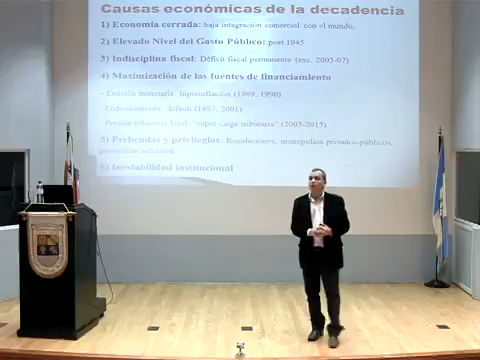 Causas económicas de la decadencia
1) Economía cerrada: baja integración comercial con el mundo.
2) Elevado Nivel del Gasto Público: post 1945
3) Indisciplina fiscal: Déficit fiscal permanente (exc. 2003-07)
4) Maximización de las fuentes de financiamiento
- Emisión monetaria: hiperinflación (1989, 1990)
- Endeudamiento: default (1987, 2001)
- Presión tributaria legal: "super carga tributaria" (2003-2015)
5) Prebendas y privilegios: Regulaciones, monopolios privados-públicos,
promoción industrial.
6) Inestabilidad institucional